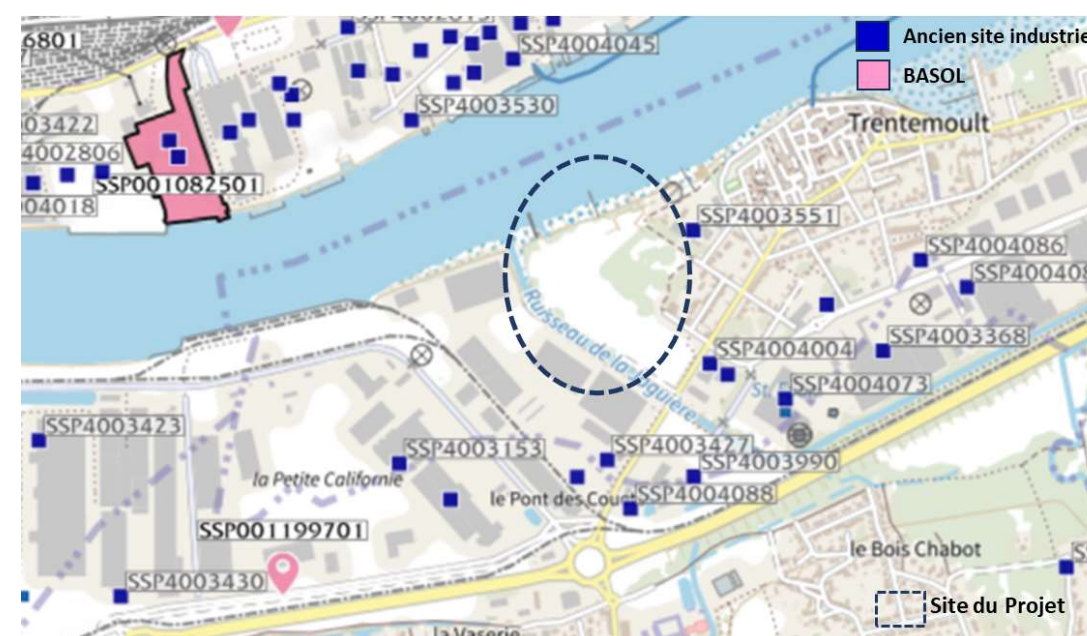 6801
SSP4004045
Ancien site industrie
BASOL
SSP4003530
03422
4002806
SSP001082501
004018
Trentemoult
SSP4003551
SSP4004086
SSP400408
Ruisseau de la Jaguère
SSP4004004
SSP4003368
SSP4004073
SSP4003423
SSP4003153
SSP4003427
SSP4003990
la Petite Californie
le Pont des Cou
SSP4004088
SSP001199701
le Bois Chabot
SSP4003430
Site du Projet
la Vaserie